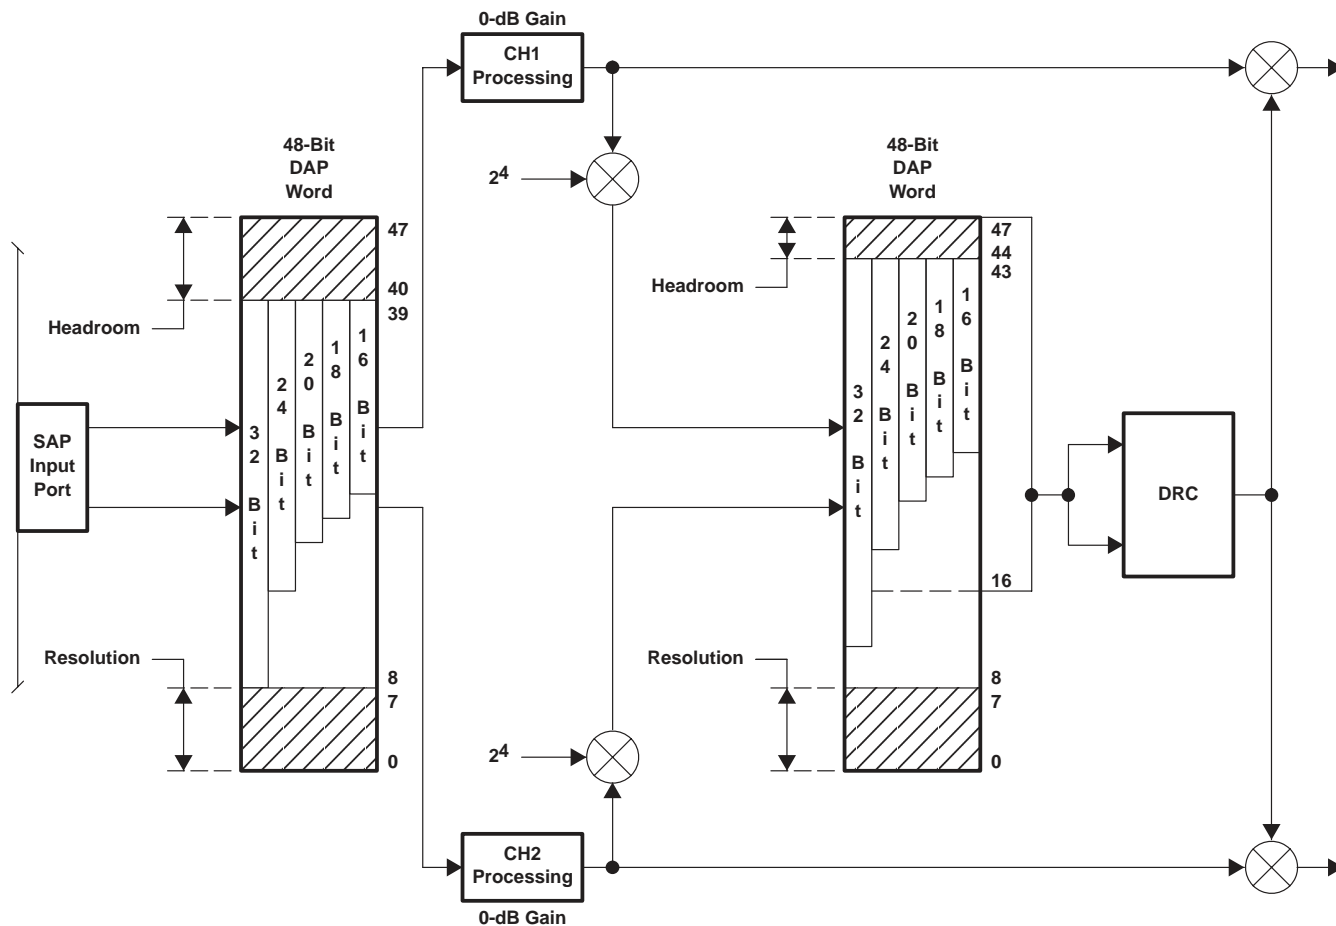 0-dB Gain
CH1
Processing
48-Bit
DAP
Word
2^4
48-Bit
DAP
Word
47
40
39
Headroom
32 Bit
24 Bit
20 Bit
18 Bit
16 Bit
SAP
Input
Port
Resolution
8
7
0
47
44
43
Headroom
32 Bit
24 Bit
20 Bit
18 Bit
16 Bit
16
DRC
Resolution
8
7
0
2^4
CH2
Processing
0-dB Gain